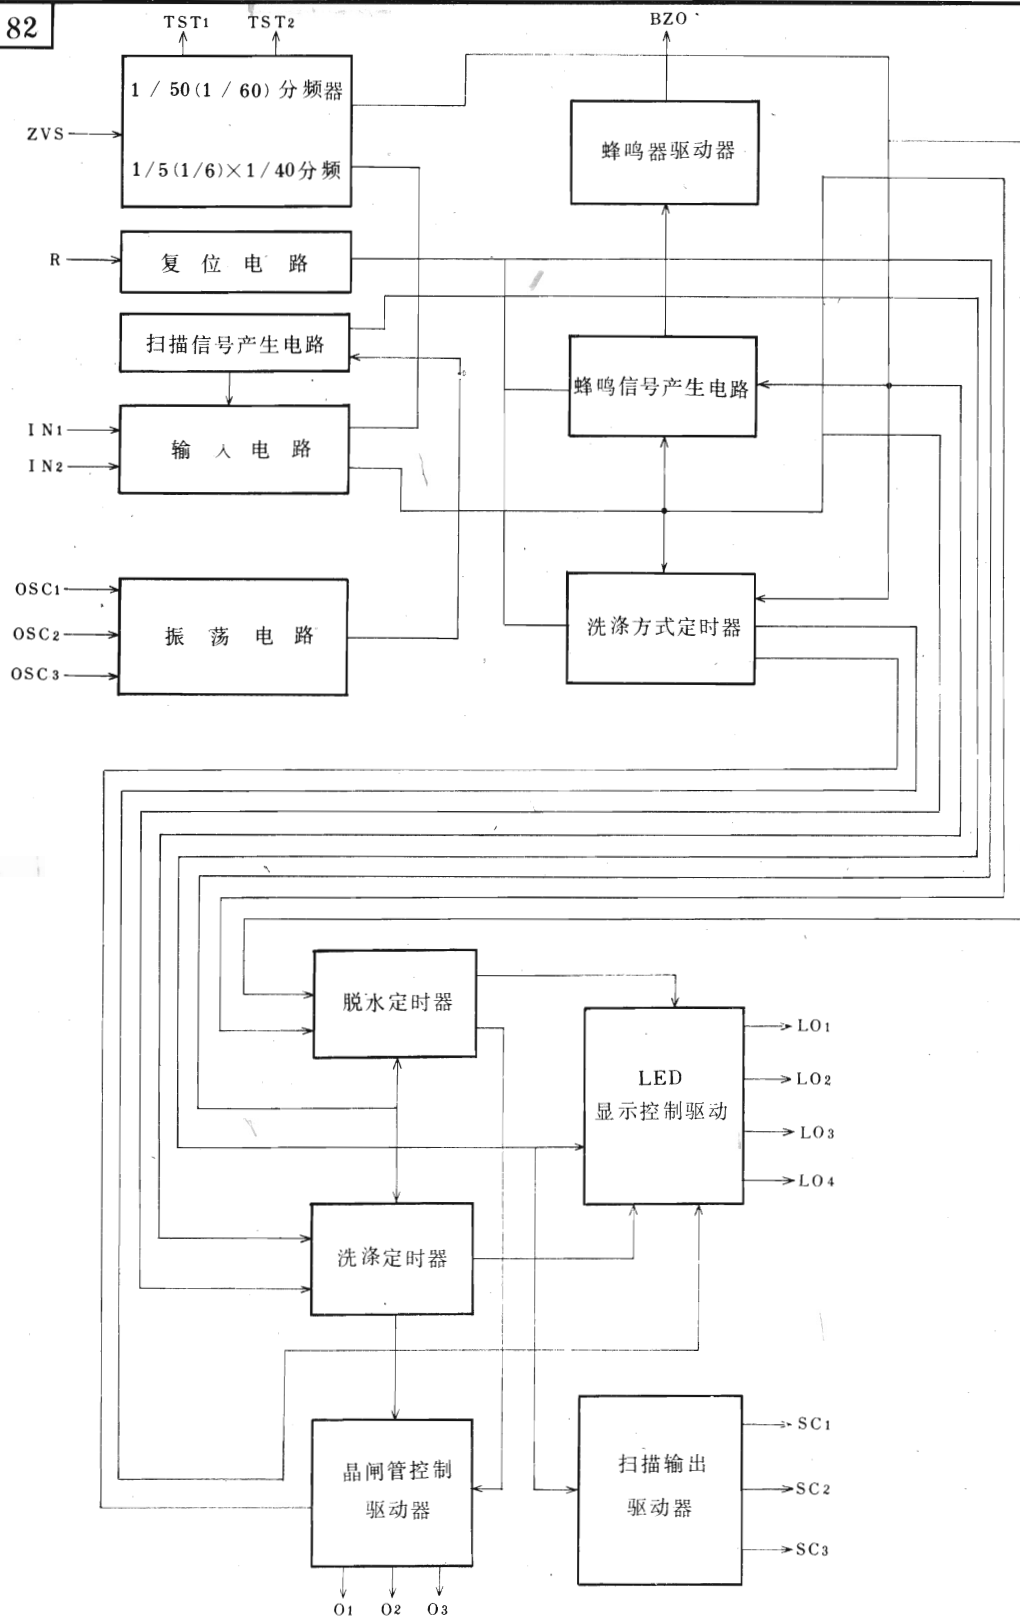 82
TST1 TST2
BZO
1 / 50(1 / 60)分频器
ZVS
1/5(1/6)×1/40分频
蜂鸣器驱动器
R
复位电路
扫描信号产生电路
蜂鸣信号产生电路
IN1
IN2
输入电路
OSC1
OSC2
OSC3
振荡电路
洗涤方式定时器
脱水定时器
LED
显示控制驱动
LO1
LO2
LO3
LO4
洗涤定时器
晶闸管控制
驱动器
扫描输出
驱动器
SC1
SC2
SC3
O1 O2 O3